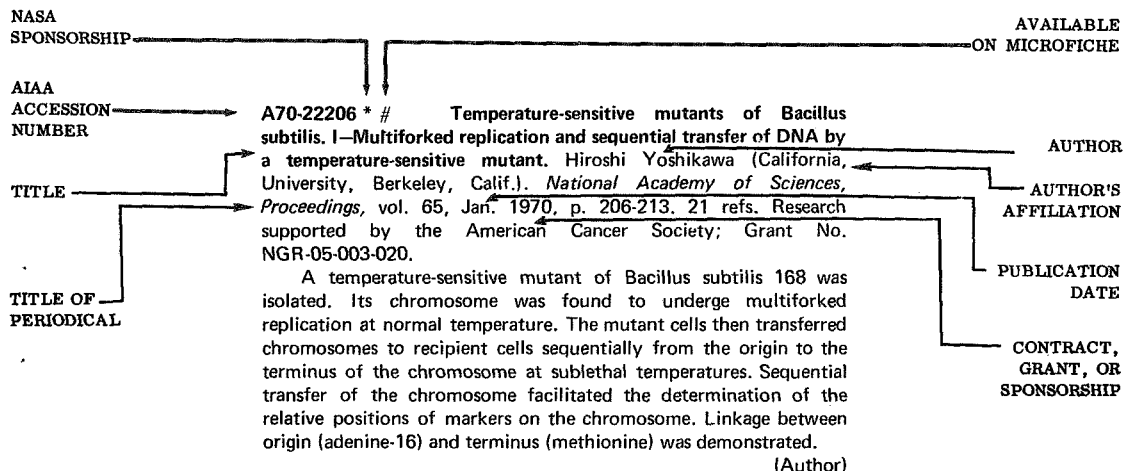 NASA
SPONSORSHIP
AVAILABLE
ON MICROFICHE
AIAA
ACCESSION
NUMBER
A70-22206 * # Temperature-sensitive mutants of Bacillus
subtilis. I—Multiforked replication and sequential transfer of DNA by
a temperature-sensitive mutant. Hiroshi Yoshikawa (California,
University, Berkeley, Calif.). National Academy of Sciences,
Proceedings, vol. 65, Jan. 1970, p. 206-213. 21 refs. Research
supported by the American Cancer Society; Grant No.
NGR-05-003-020.
A temperature-sensitive mutant of Bacillus subtilis 168 was
isolated. Its chromosome was found to underge multiforked
replication at normal temperature. The mutant cells then transferred
chromosomes to recipient cells sequentially from the origin to the
terminus of the chromosome at sublethal temperatures. Sequential
transfer of the chromosome facilitated the determination of the
relative positions of markers on the chromosome. Linkage between
origin (adenine-16) and terminus (methionine) was demonstrated.
(Author)
TITLE
TITLE OF
PERIODICAL
AUTHOR
AUTHOR'S
AFFILIATION
PUBLICATION
DATE
CONTRACT,
GRANT, OR
SPONSORSHIP